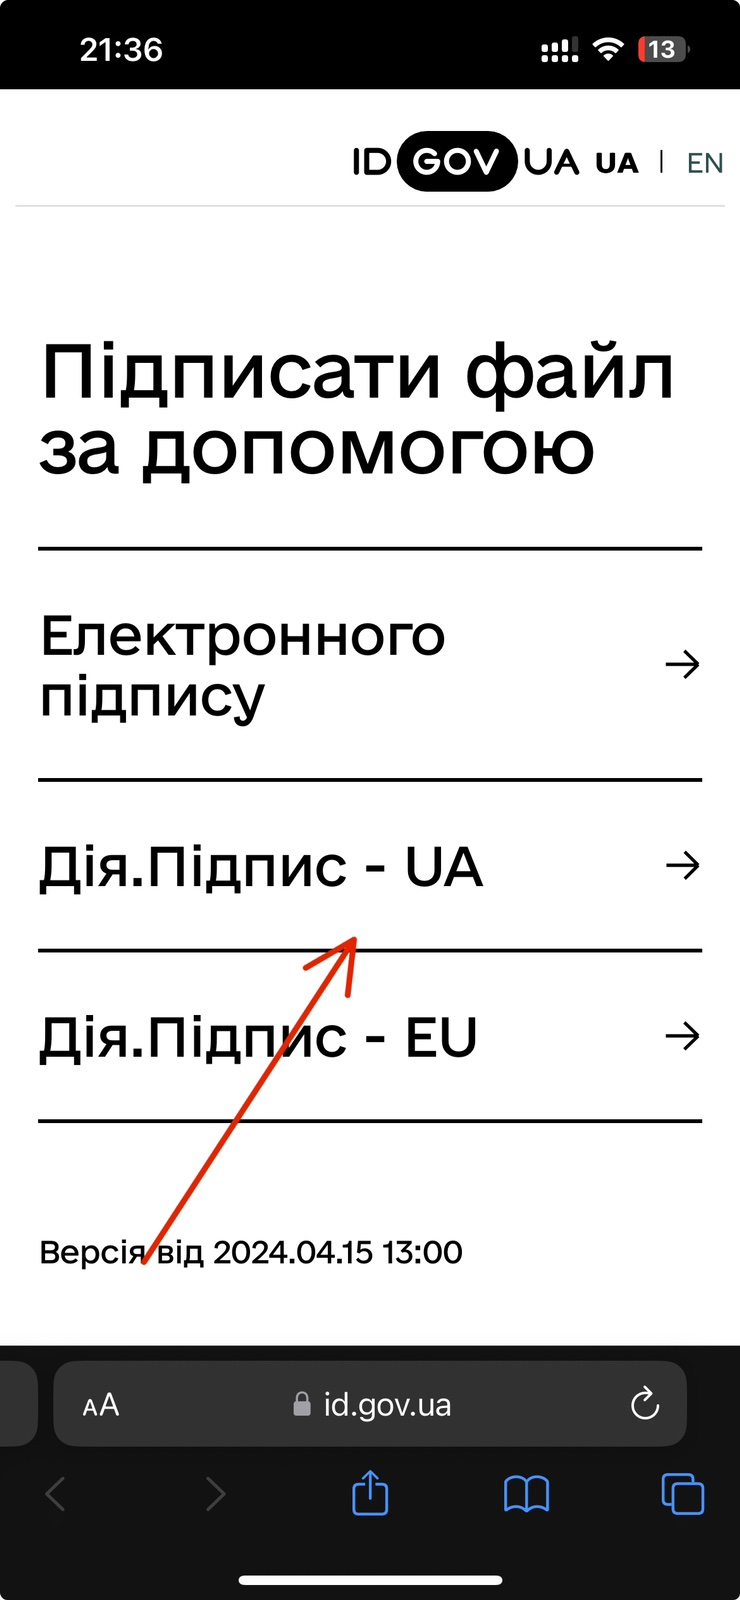 21:36
13
ID GOV UA UA | EN
Підписати файл
за допомогою
Електронного
підпису
Дія.Підпис - UA
Дія.Підпис - EU
Версія від 2024.04.15 13:00
AA id.gov.ua